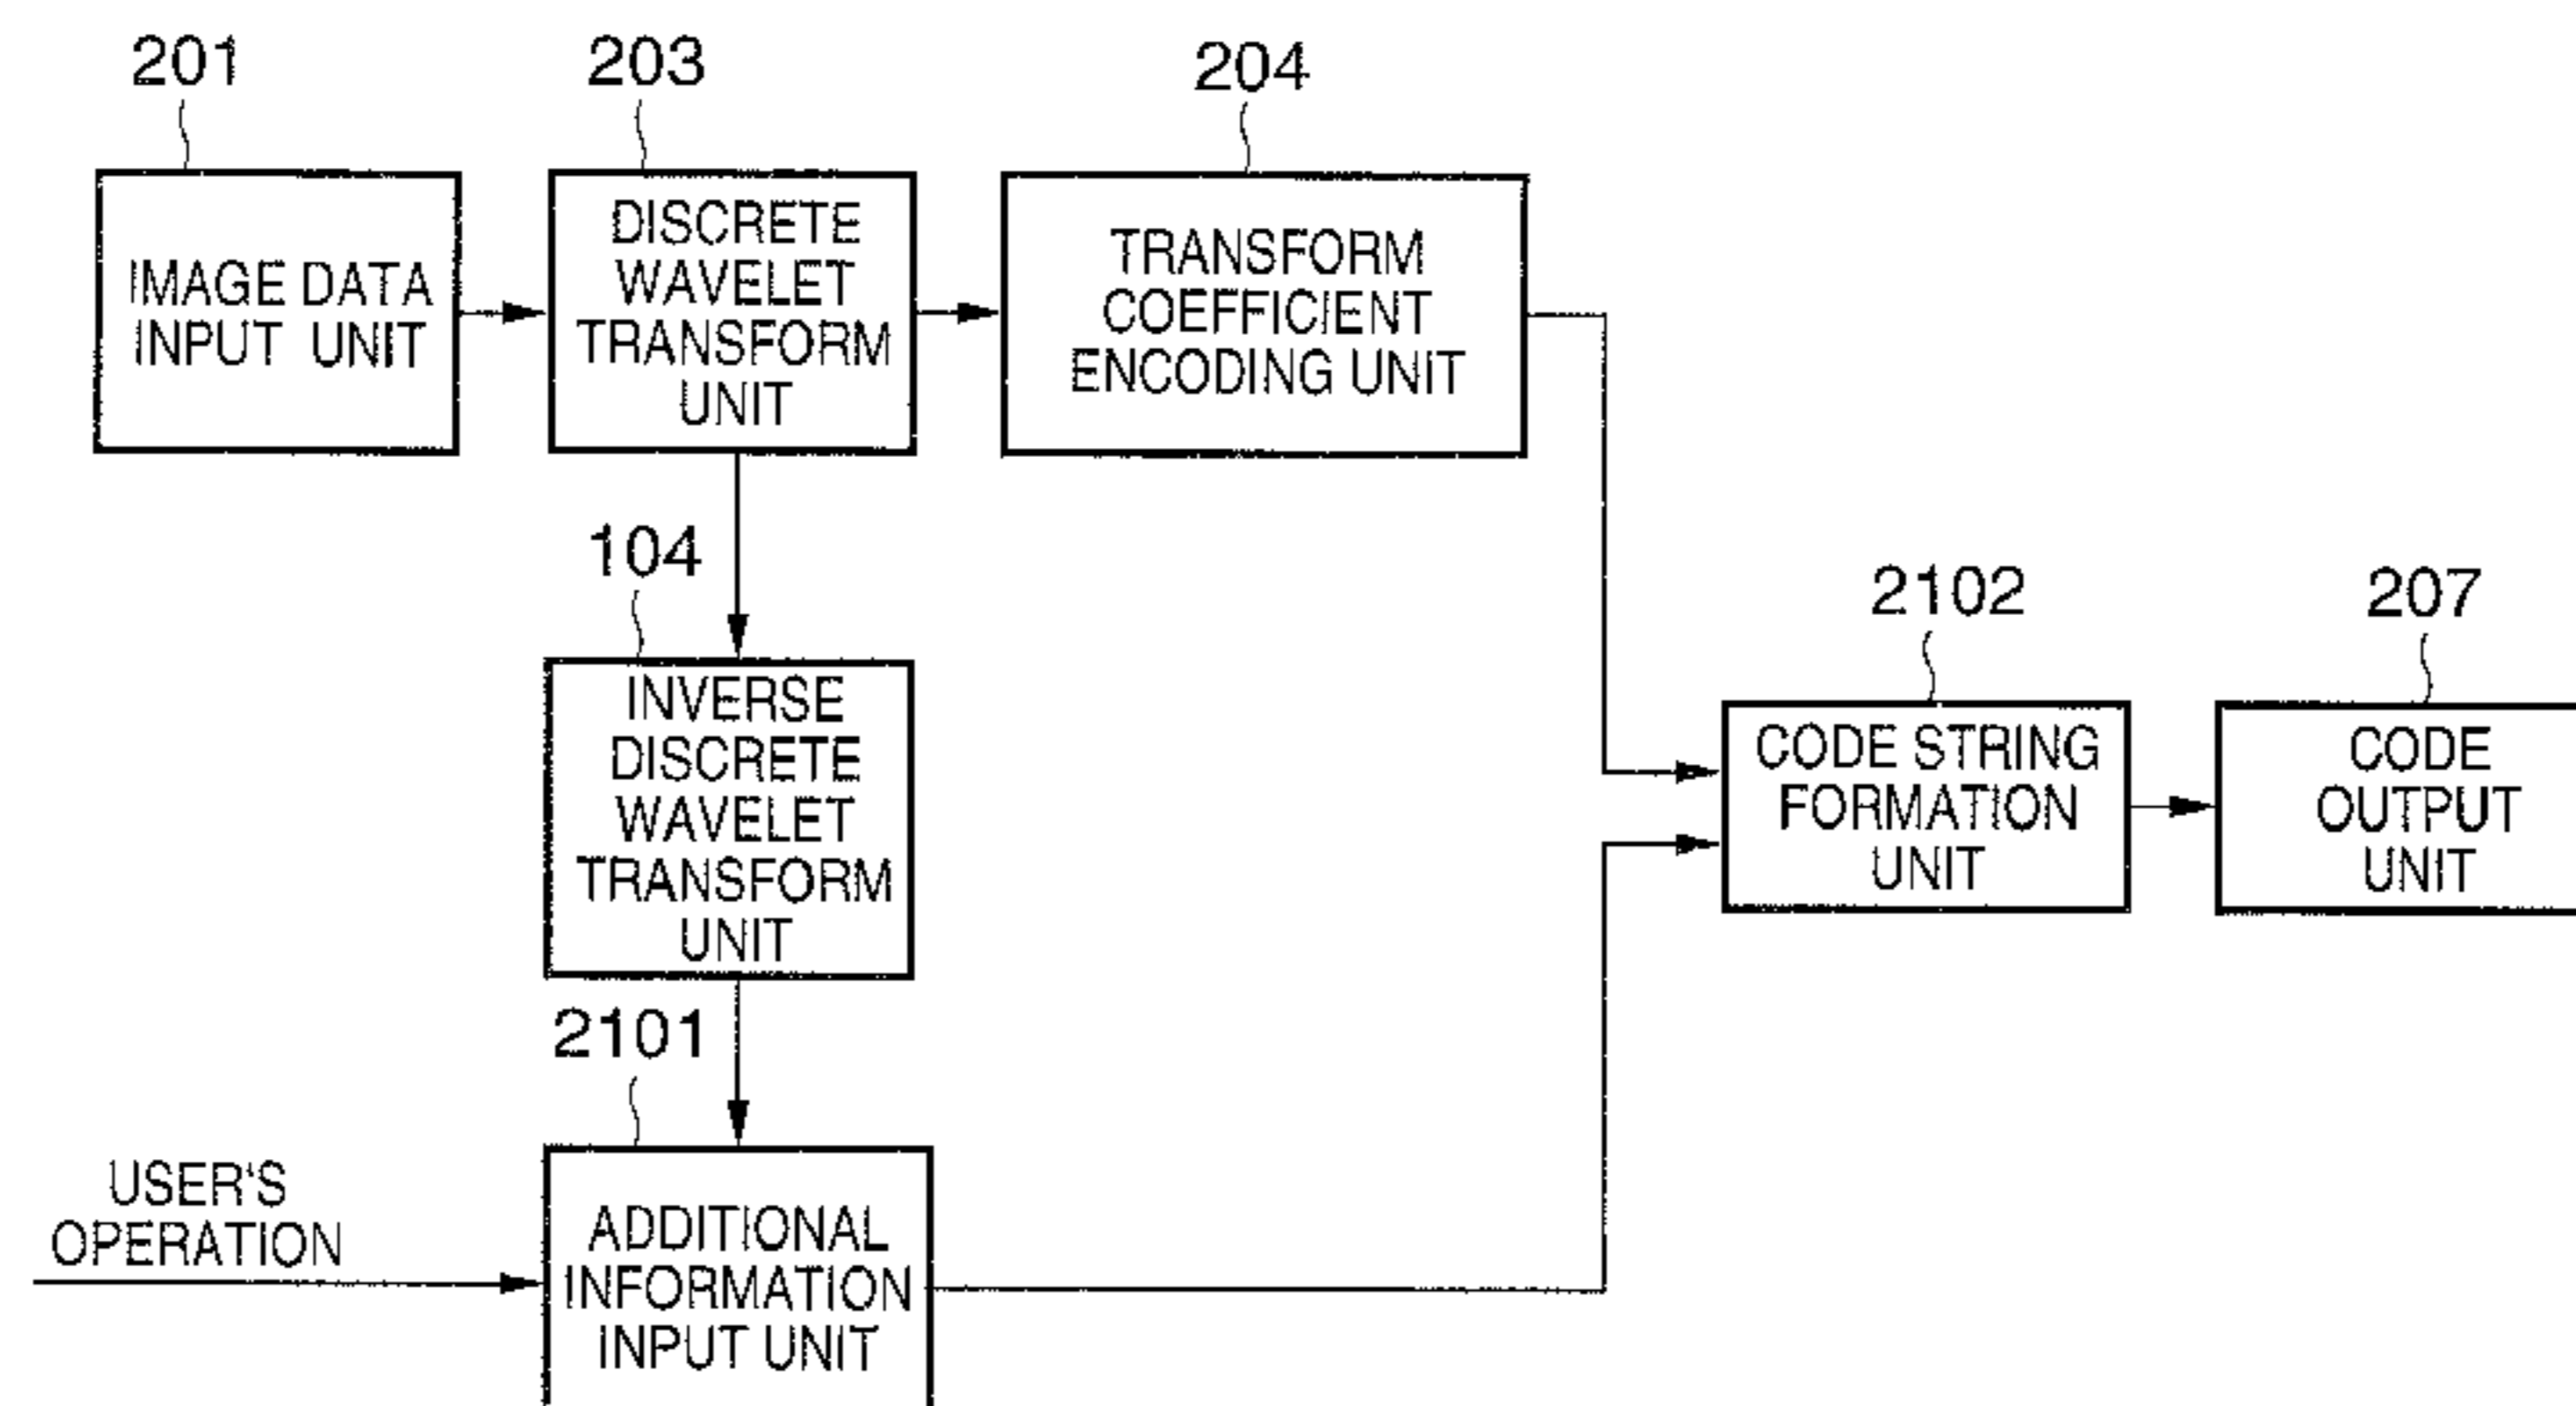 201
IMAGE DATA
INPUT UNIT
203
DISCRETE
WAVELET
TRANSFORM
UNIT
204
TRANSFORM
COEFFICIENT
ENCODING UNIT
104
INVERSE
DISCRETE
WAVELET
TRANSFORM
UNIT
2101
USER'S
OPERATION
ADDITIONAL
INFORMATION
INPUT UNIT
2102
CODE STRING
FORMATION
UNIT
207
CODE
OUTPUT
UNIT